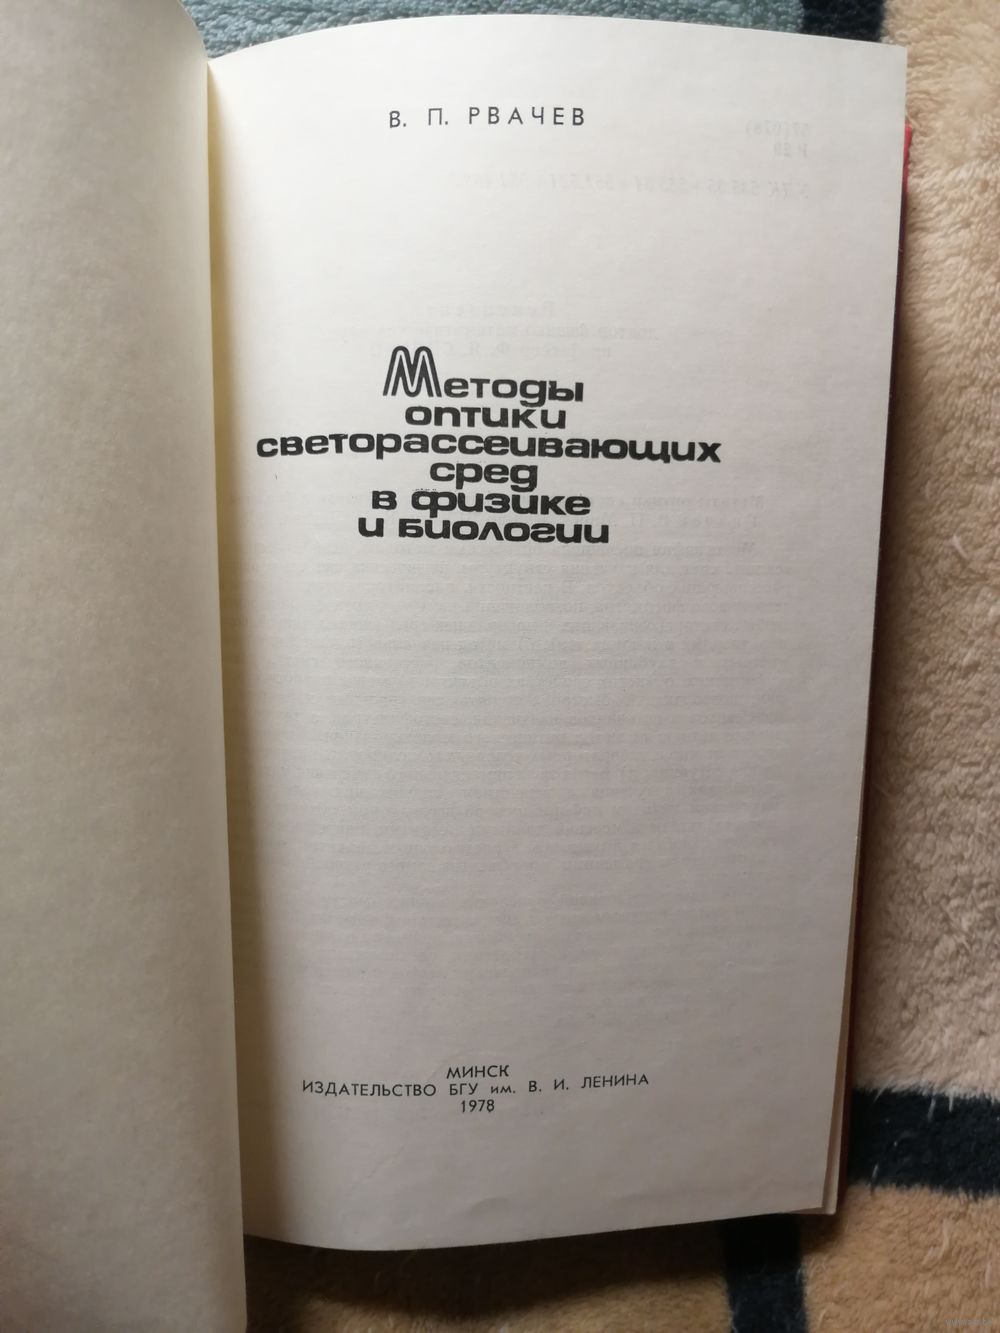 В. П. РВАЧЕВ
Методы
оптики
светорассеивающих
сред
в физике
и биологии
МИНСК
ИЗДАТЕЛЬСТВО БГУ им. В. И. ЛЕНИНА
1978